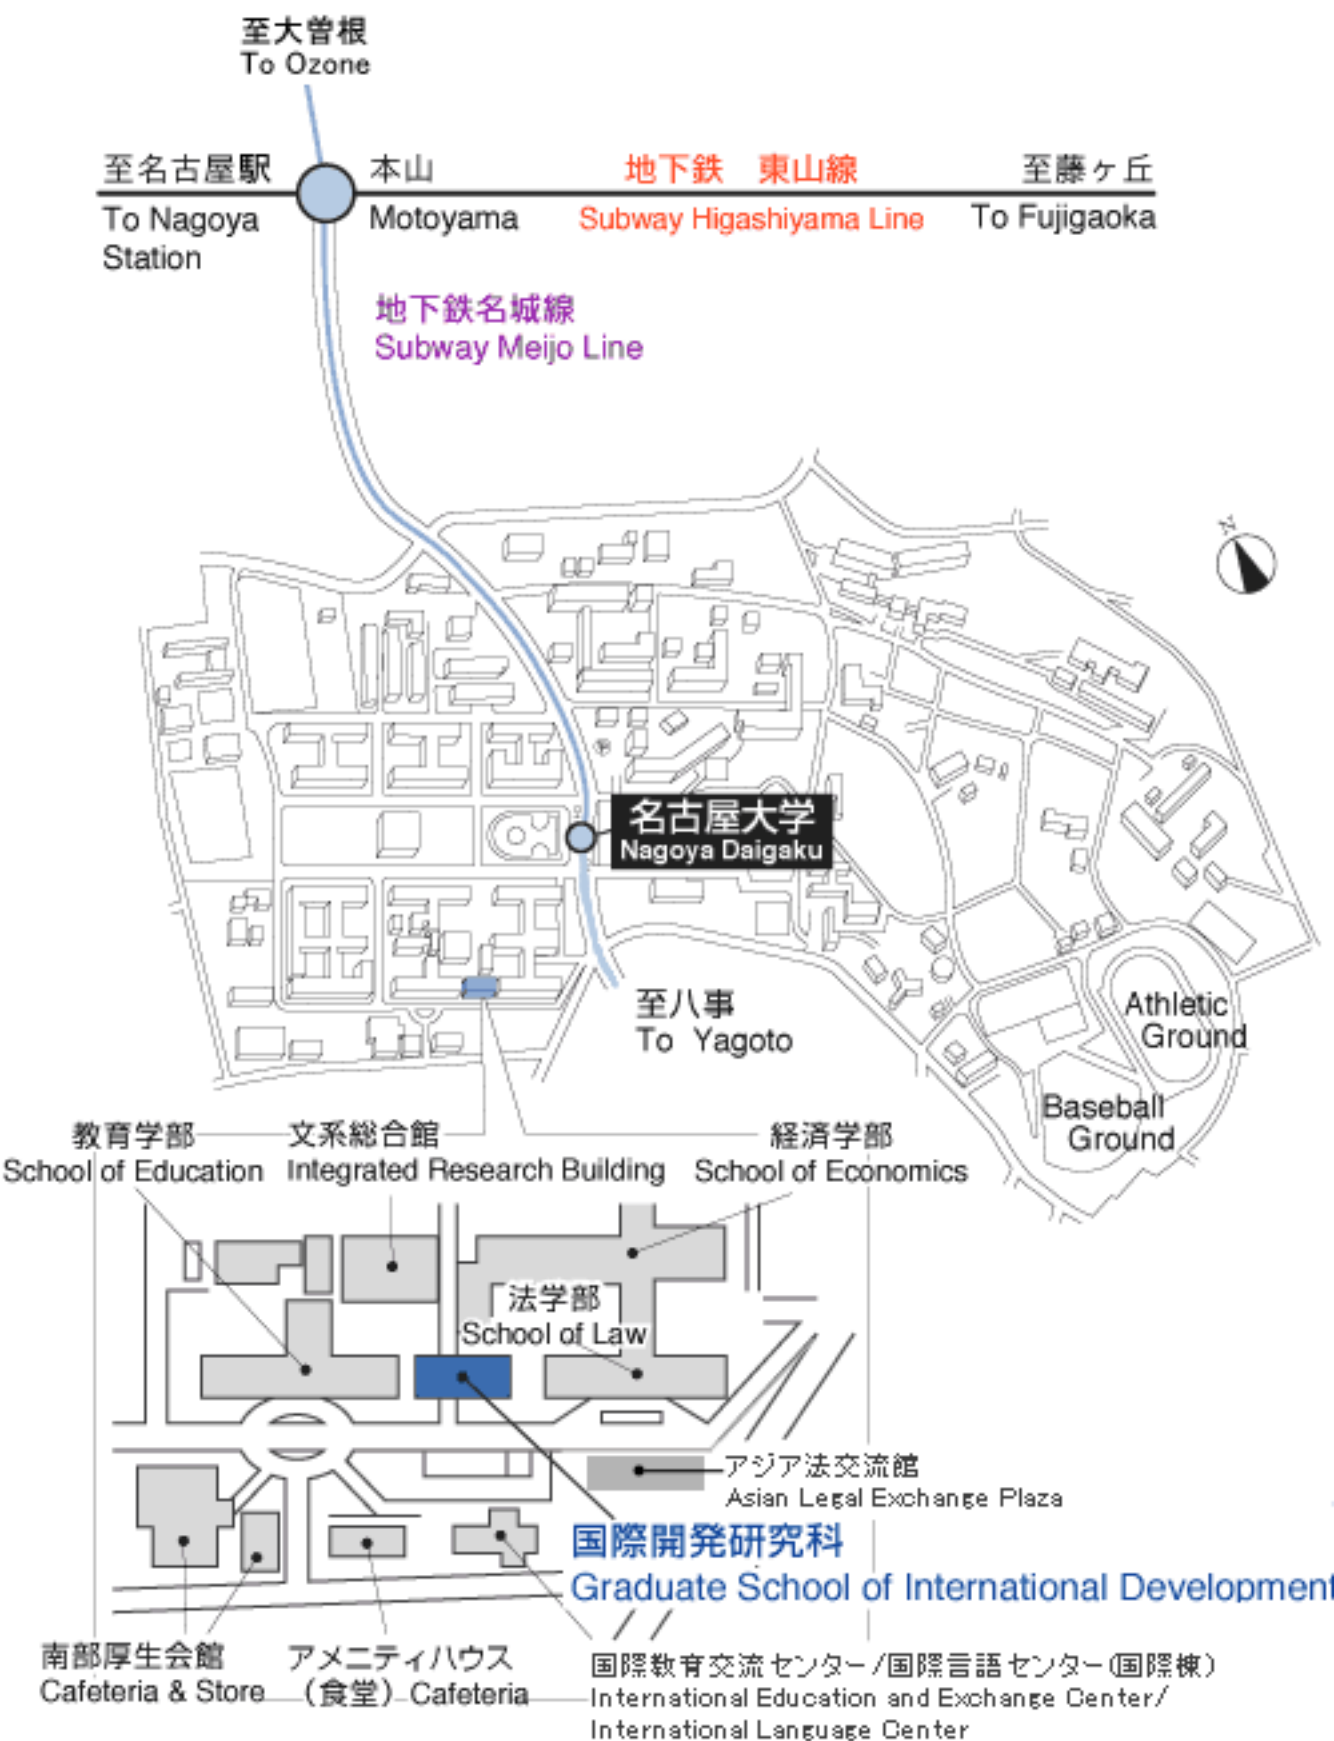 至大曽根
To Ozone
至名古屋駅
To Nagoya
Station
本山
Motoyama
地下鉄 東山線
Subway Higashiyama Line
至藤ヶ丘
To Fujigaoka
地下鉄名城線
Subway Meijo Line
N
名古屋大学
Nagoya Daigaku
至八事
To Yagoto
Athletic
Ground
Baseball
Ground
教育学部
School of Education
文系総合館
Integrated Research Building
経済学部
School of Economics
法学部
School of Law
アジア法交流館
Asian Legal Exchange Plaza
国際開発研究科
Graduate School of International Development
南部厚生会館
Cafeteria & Store
アメニティハウス
（食堂）Cafeteria
国際教育交流センター/国際言語センター(国際棟)
International Education and Exchange Center/
International Language Center